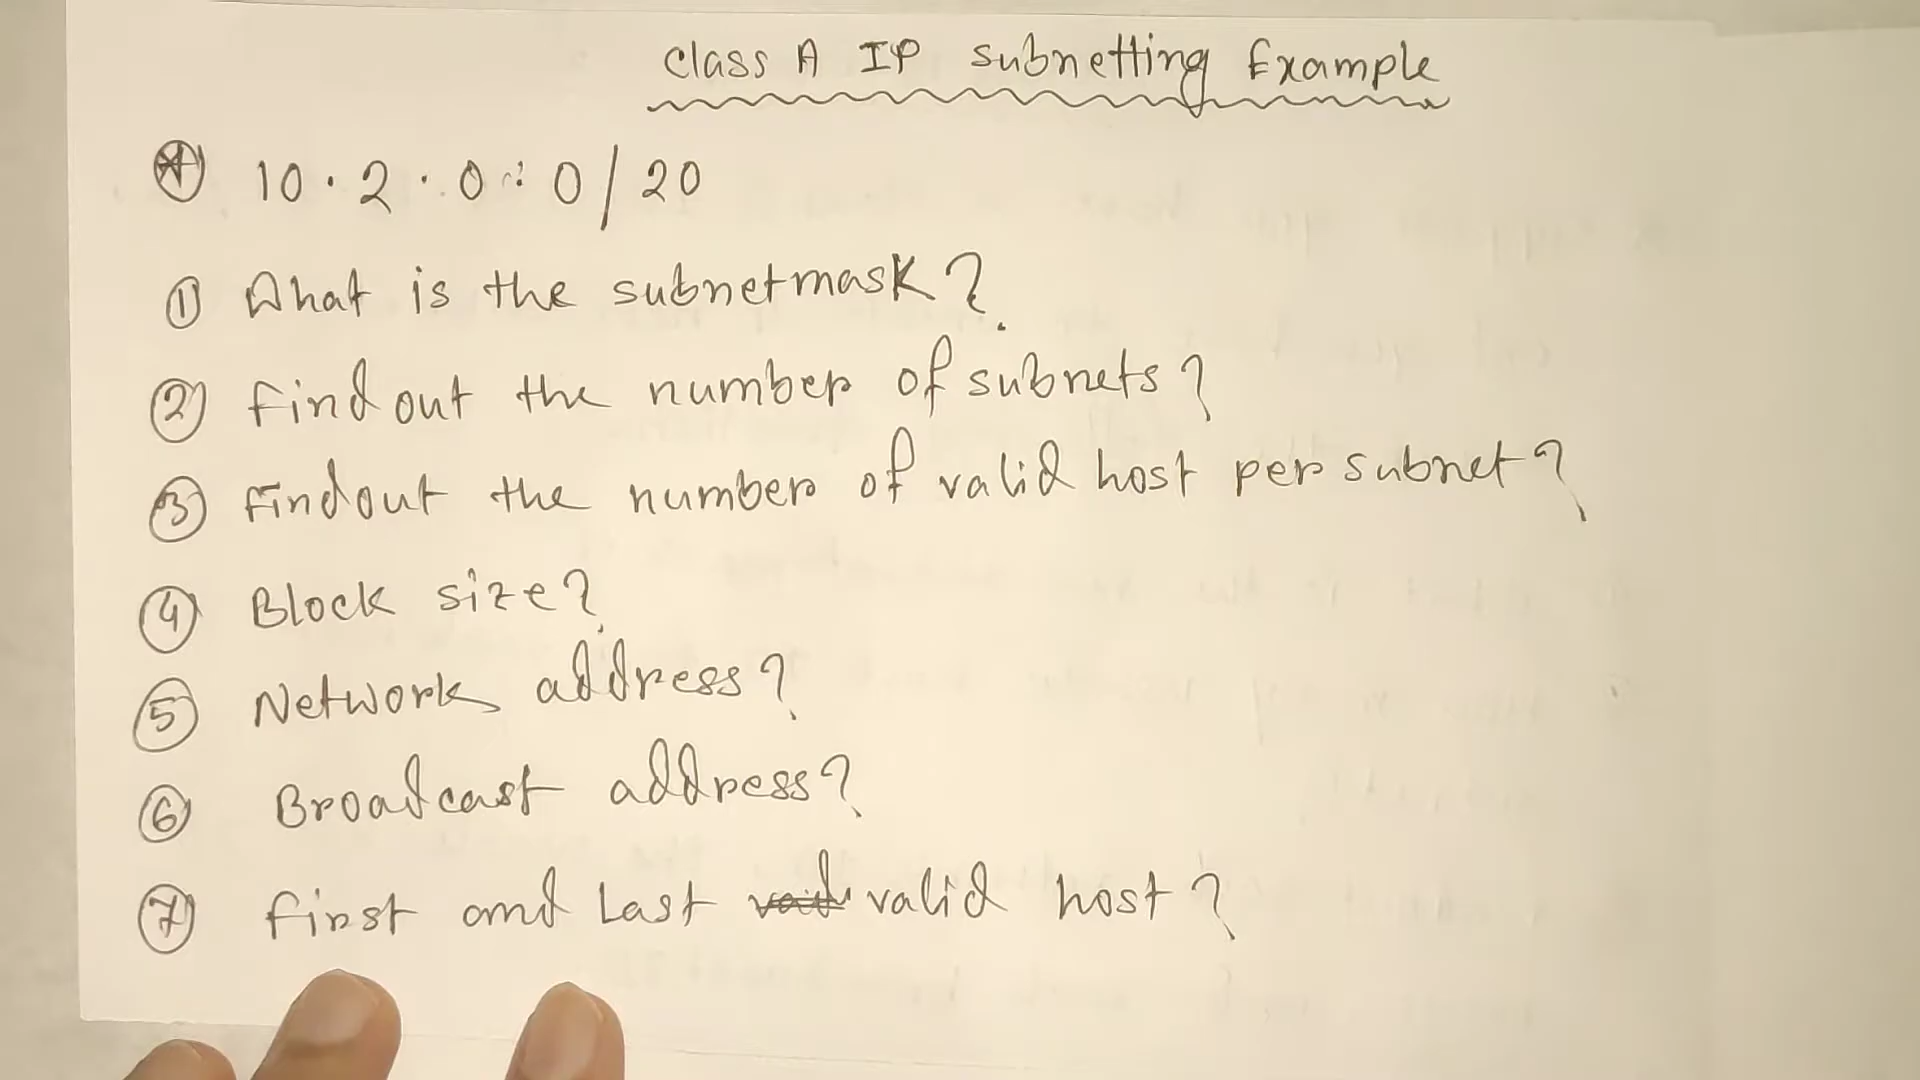 Class A IP subnetting Example
10.2.0.0/20
① What is the subnetmask?
② Find out the number of subnets?
③ Findout the number of valid host per subnet?
④ Block size?
⑤ Network address?
⑥ Broadcast address?
⑦ First and Last valid host?